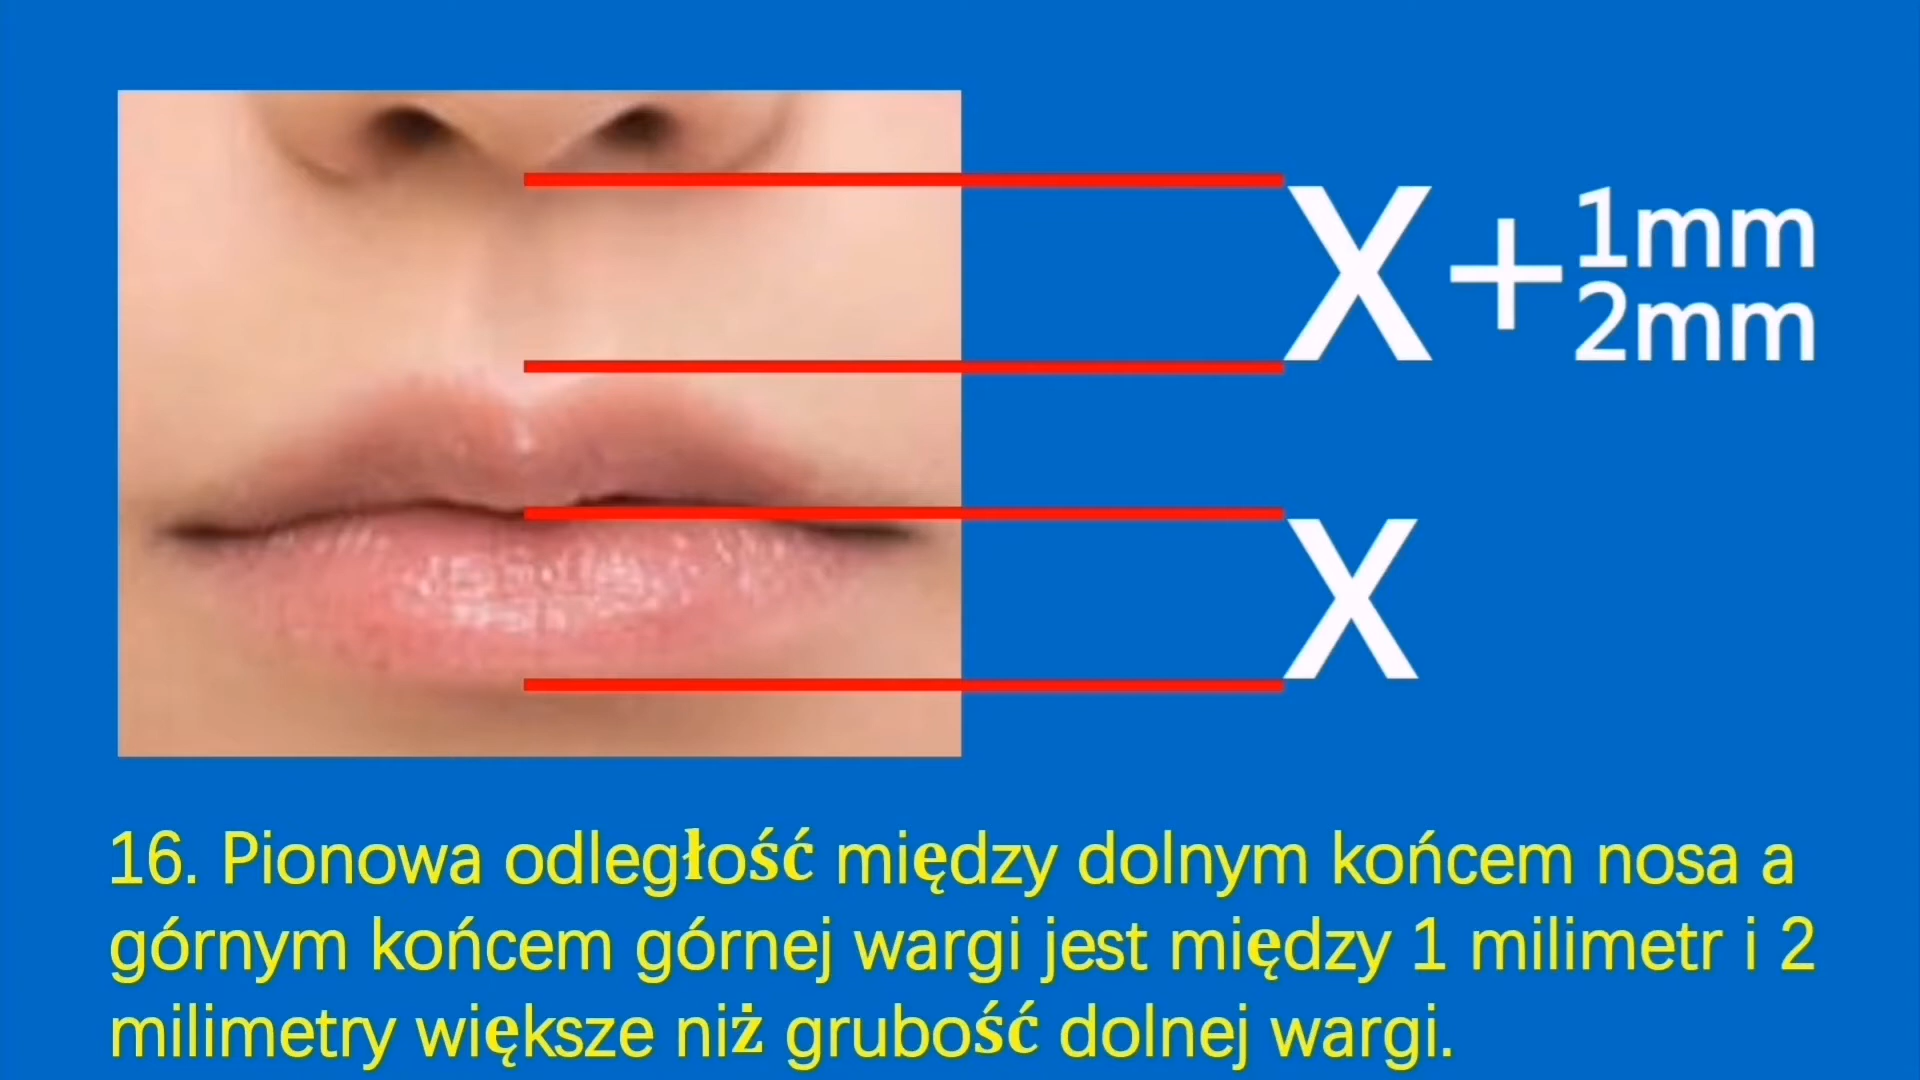 X+1mm
2mm
X
16. Pionowa odległość między dolnym końcem nosa a
górnym końcem górnej wargi jest między 1 milimetr i 2
milimetry większe niż grubość dolnej wargi.